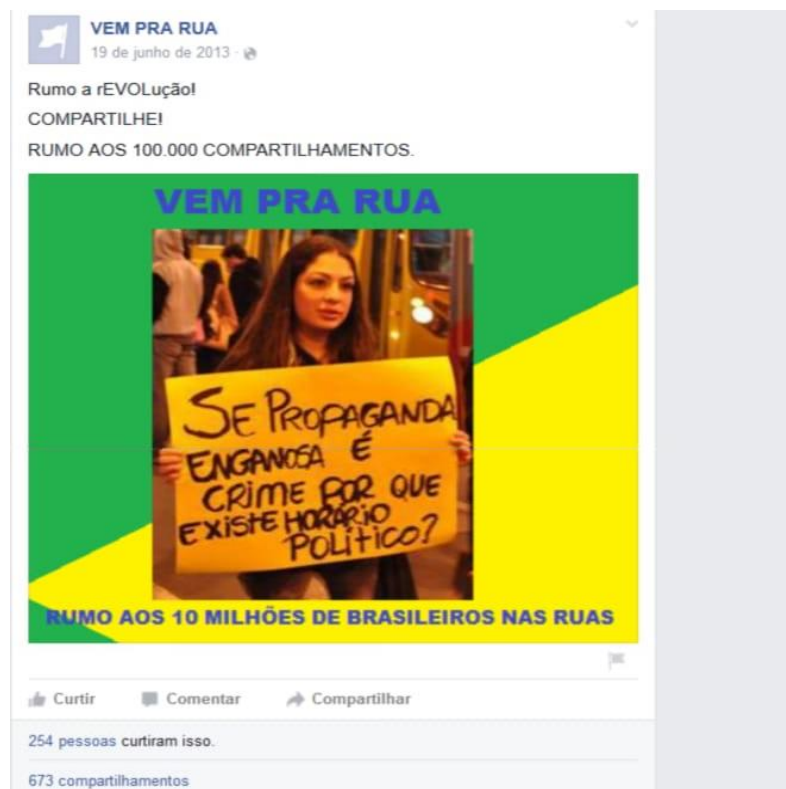 VEM PRA RUA
19 de junho de 2013
Rumo a rEVOLução!
COMPARTILHE!
RUMO AOS 100.000 COMPARTILHAMENTOS.
VEM PRA RUA
SE PROPAGANDA
ENGANOSA É
CRIME POR QUE
EXISTE HORÁRIO
POLÍTICO?
RUMO AOS 10 MILHÕES DE BRASILEIROS NAS RUAS
Curtir Comentar Compartilhar
254 pessoas curtiram isso.
673 compartilhamentos